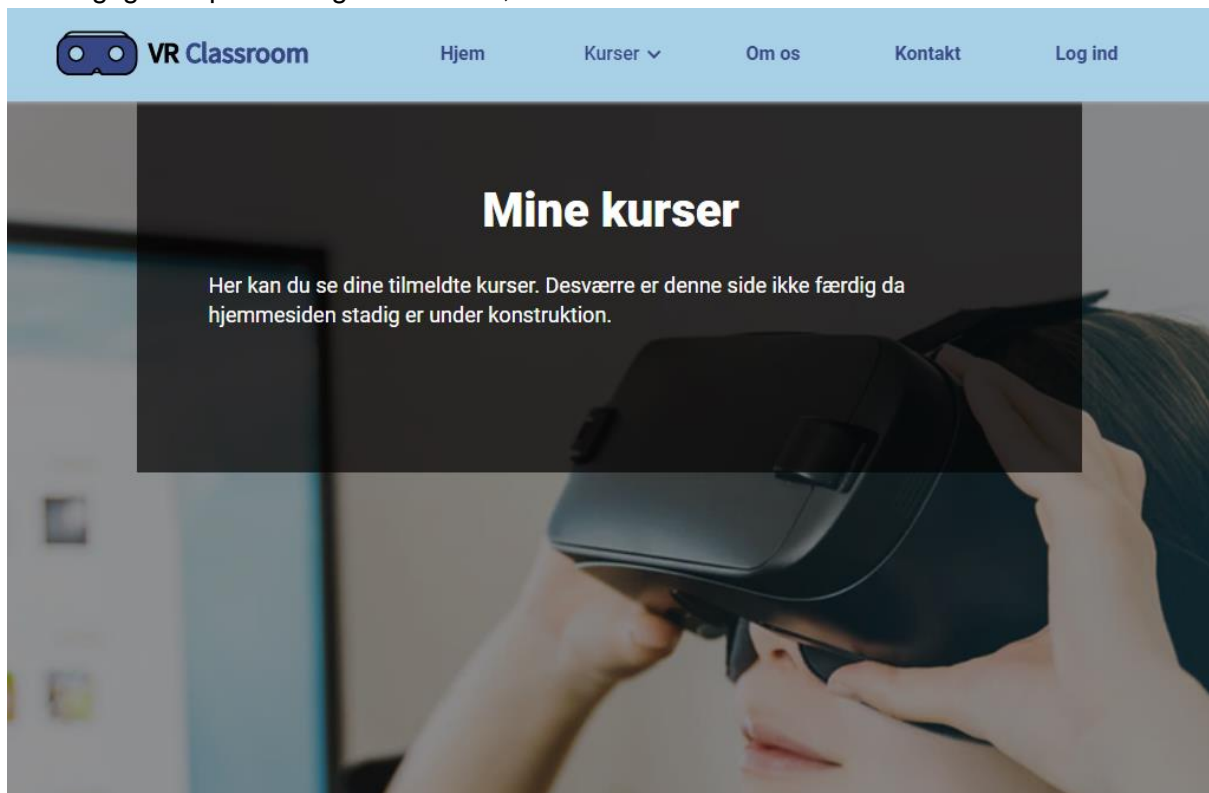 VR Classroom
Hjem
Kurser
Om os
Kontakt
Log ind
Mine kurser
Her kan du se dine tilmeldte kurser. Desværre er denne side ikke færdig da
hjemmesiden stadig er under konstruktion.